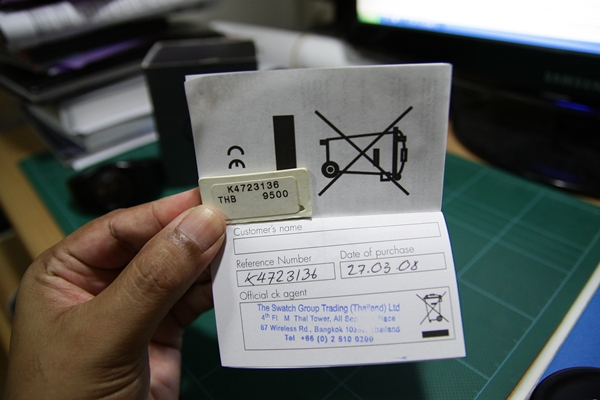 SAMSUNG
CE
K4723136
THB 9500
Customer's name
Reference Number Date of purchase
K4723136 27.03.08
Official ck agent
The Swatch Group Trading (Thailand) Ltd
4th Fl M. Thai Tower, All Place
87 Wireless Rd., Bangkok Thailand
Tel +66 (0) 2 610 0200